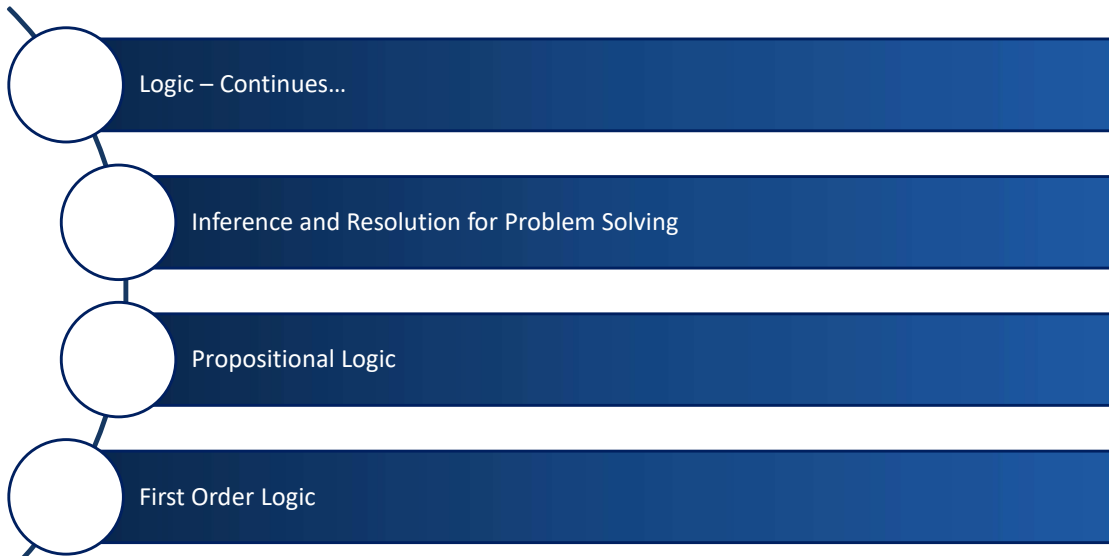 Logic – Continues…
Inference and Resolution for Problem Solving
Propositional Logic
First Order Logic